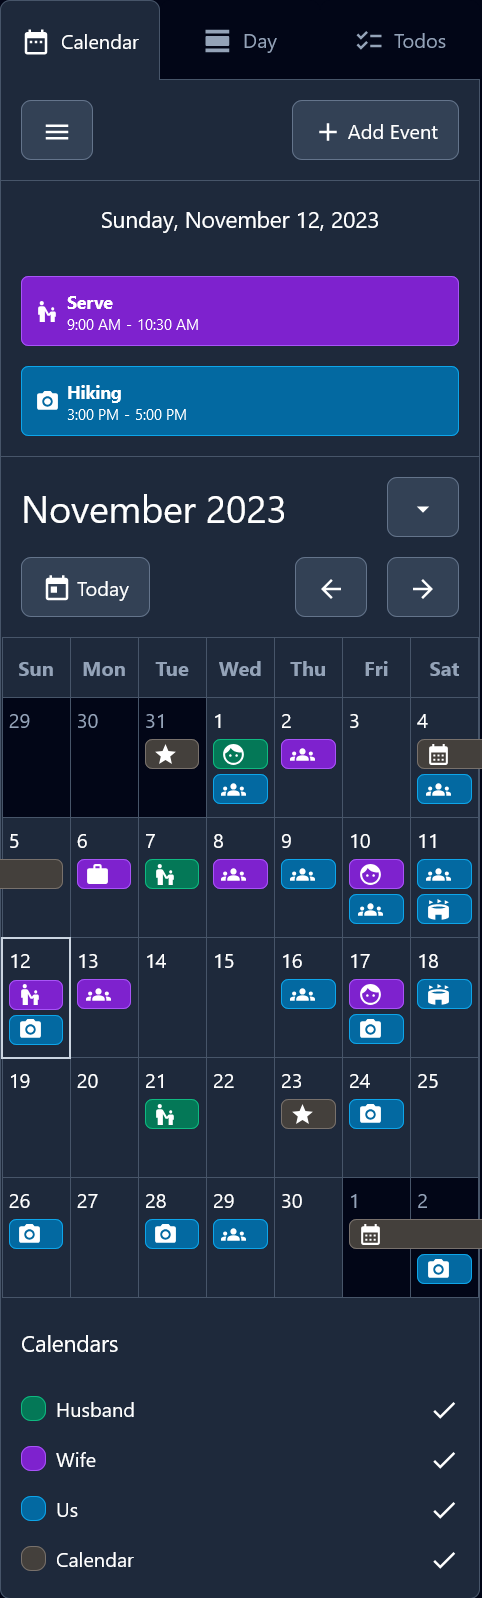 Calendar Day Todos
Add Event
Sunday, November 12, 2023
Serve
9:00 AM - 10:30 AM
Hiking
3:00 PM - 5:00 PM
November 2023
Today
Sun Mon Tue Wed Thu Fri Sat
29 30 31 1 2 3 4
5 6 7 8 9 10 11
12 13 14 15 16 17 18
19 20 21 22 23 24 25
26 27 28 29 30 1 2
Calendars
Husband
Wife
Us
Calendar